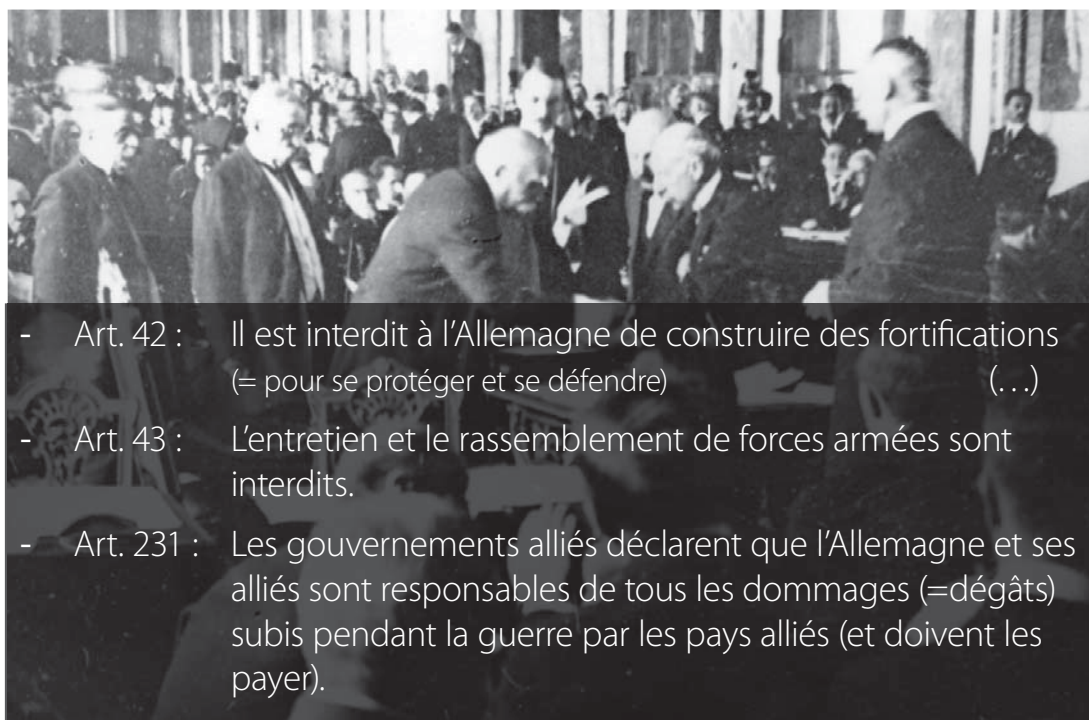 - Art. 42 : Il est interdit à l’Allemagne de construire des fortifications
(= pour se protéger et se défendre) (…)
- Art. 43 : L’entretien et le rassemblement de forces armées sont
interdits.
- Art. 231 : Les gouvernements alliés déclarent que l’Allemagne et ses
alliés sont responsables de tous les dommages (=dégâts)
subis pendant la guerre par les pays alliés (et doivent les
payer).